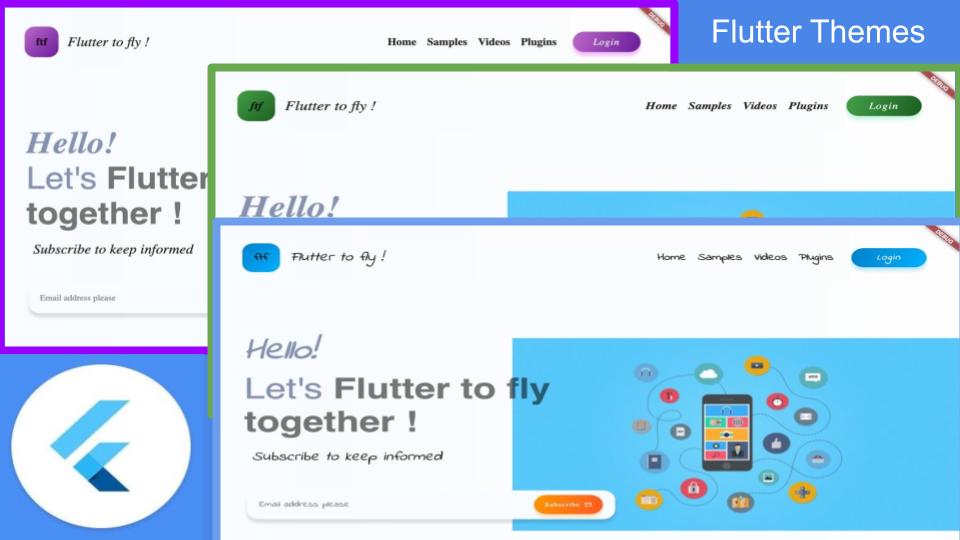 Flutter Themes
DEBUG
ftf Flutter to fly !
Home Samples Videos Plugins Login
Hello!
Let's Flutter
together !
Subscribe to keep informed
Email address please
DEBUG
ftf Flutter to fly !
Home Samples Videos Plugins Login
Hello!
DEBUG
ftf Flutter to fly !
Home Samples Videos Plugins Login
Hello!
Let's Flutter to fly
together !
Subscribe to keep informed
Email address please
Subscribe